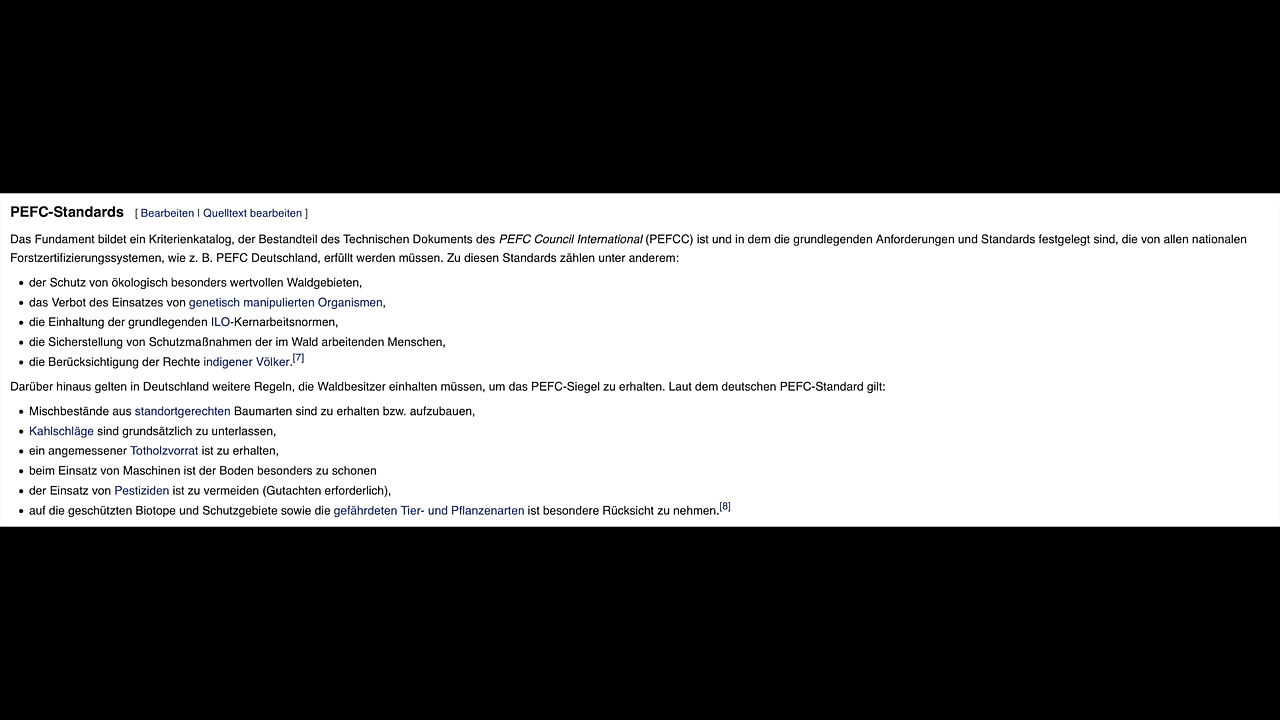 PEFC-Standards [ Bearbeiten | Quelltext bearbeiten ]
Das Fundament bildet ein Kriterienkatalog, der Bestandteil des Technischen Dokuments des PEFC Council International (PEFCC) ist und in dem die grundlegenden Anforderungen und Standards festgelegt sind, die von allen nationalen
Forstzertifizierungssystemen, wie z. B. PEFC Deutschland, erfüllt werden müssen. Zu diesen Standards zählen unter anderem:
• der Schutz von ökologisch besonders wertvollen Waldgebieten,
• das Verbot des Einsatzes von genetisch manipulierten Organismen,
• die Einhaltung der grundlegenden ILO-Kernarbeitsnormen,
• die Sicherstellung von Schutzmaßnahmen der im Wald arbeitenden Menschen,
• die Berücksichtigung der Rechte indigener Völker.[7]
Darüber hinaus gelten in Deutschland weitere Regeln, die Waldbesitzer einhalten müssen, um das PEFC-Siegel zu erhalten. Laut dem deutschen PEFC-Standard gilt:
• Mischbestände aus standortgerechten Baumarten sind zu erhalten bzw. aufzubauen,
• Kahlschläge sind grundsätzlich zu unterlassen,
• ein angemessener Totholzvorrat ist zu erhalten,
• beim Einsatz von Maschinen ist der Boden besonders zu schonen
• der Einsatz von Pestiziden ist zu vermeiden (Gutachten erforderlich),
• auf die geschützten Biotope und Schutzgebiete sowie die gefährdeten Tier- und Pflanzenarten ist besondere Rücksicht zu nehmen.[8]